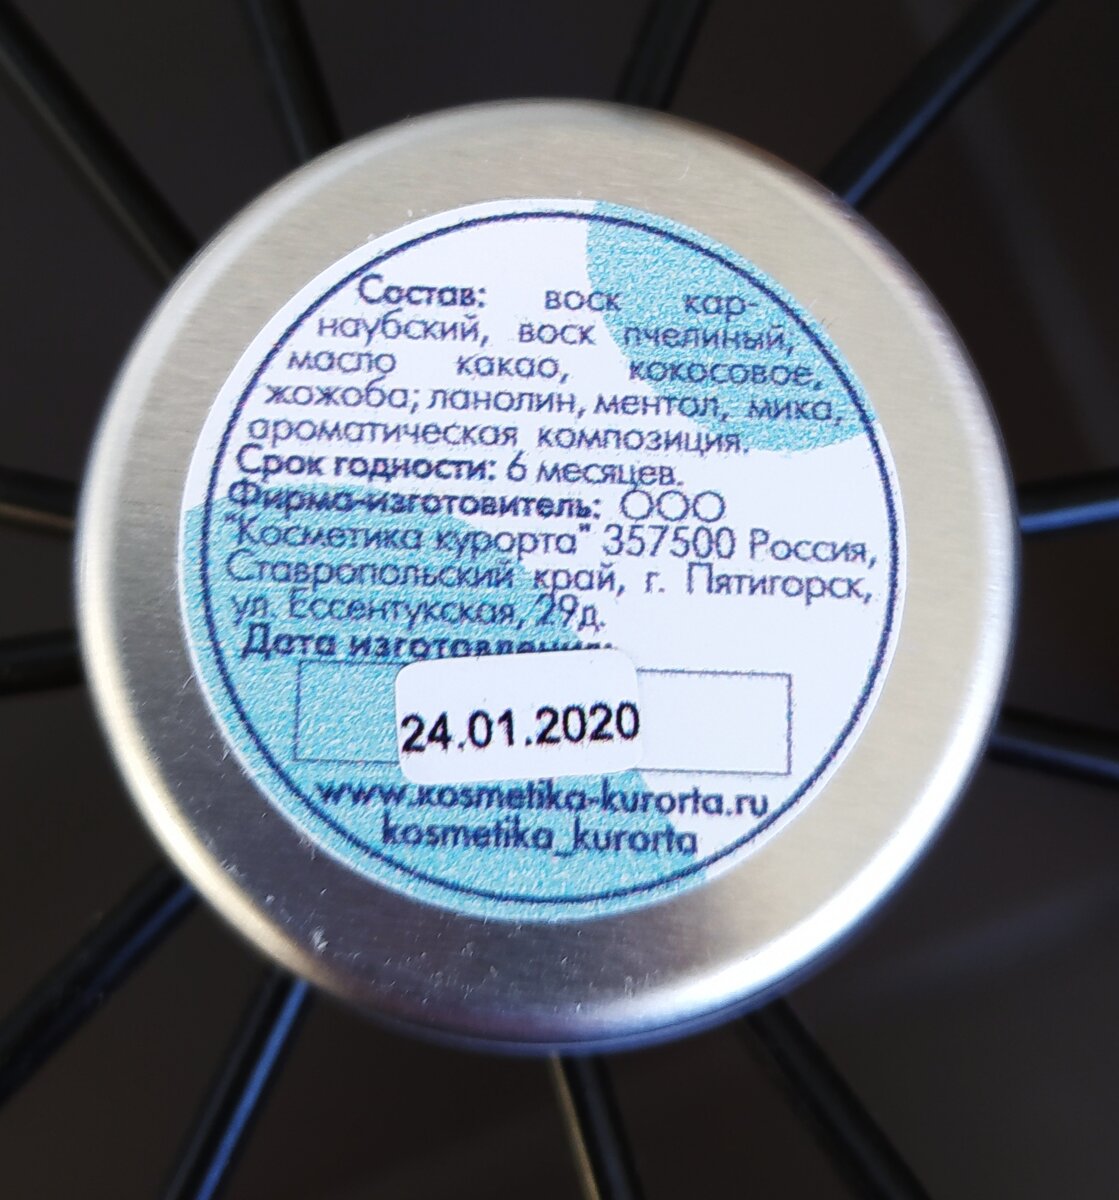 Состав: воск кар-
наубский, воск пчелиный,
масло какао, кокосовое,
жожоба; ланолин, ментол, мика,
ароматическая композиция.
Срок годности: 6 месяцев.
Фирма-изготовитель: ООО
"Косметика курорта" 357500 Россия,
Ставропольский край, г. Пятигорск,
ул. Ессентукская, 29д.
Дата изготовления:
24.01.2020
www.kosmetika-kurorta.ru
kosmetika_kurorta